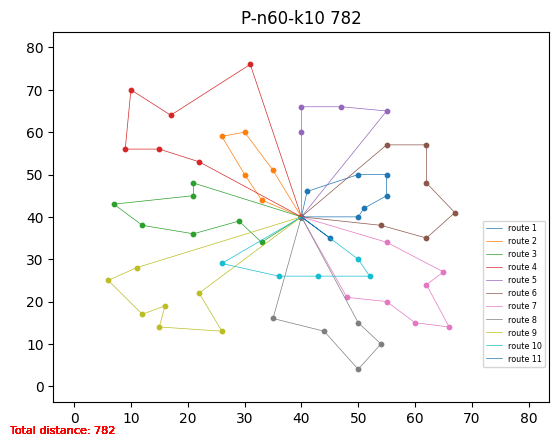 P-n60-k10 782
80
70
60
50
40
30
20
10
0
route 1
route 2
route 3
route 4
route 5
route 6
route 7
route 8
route 9
route 10
route 11
0 10 20 30 40 50 60 70 80
Total distance: 782